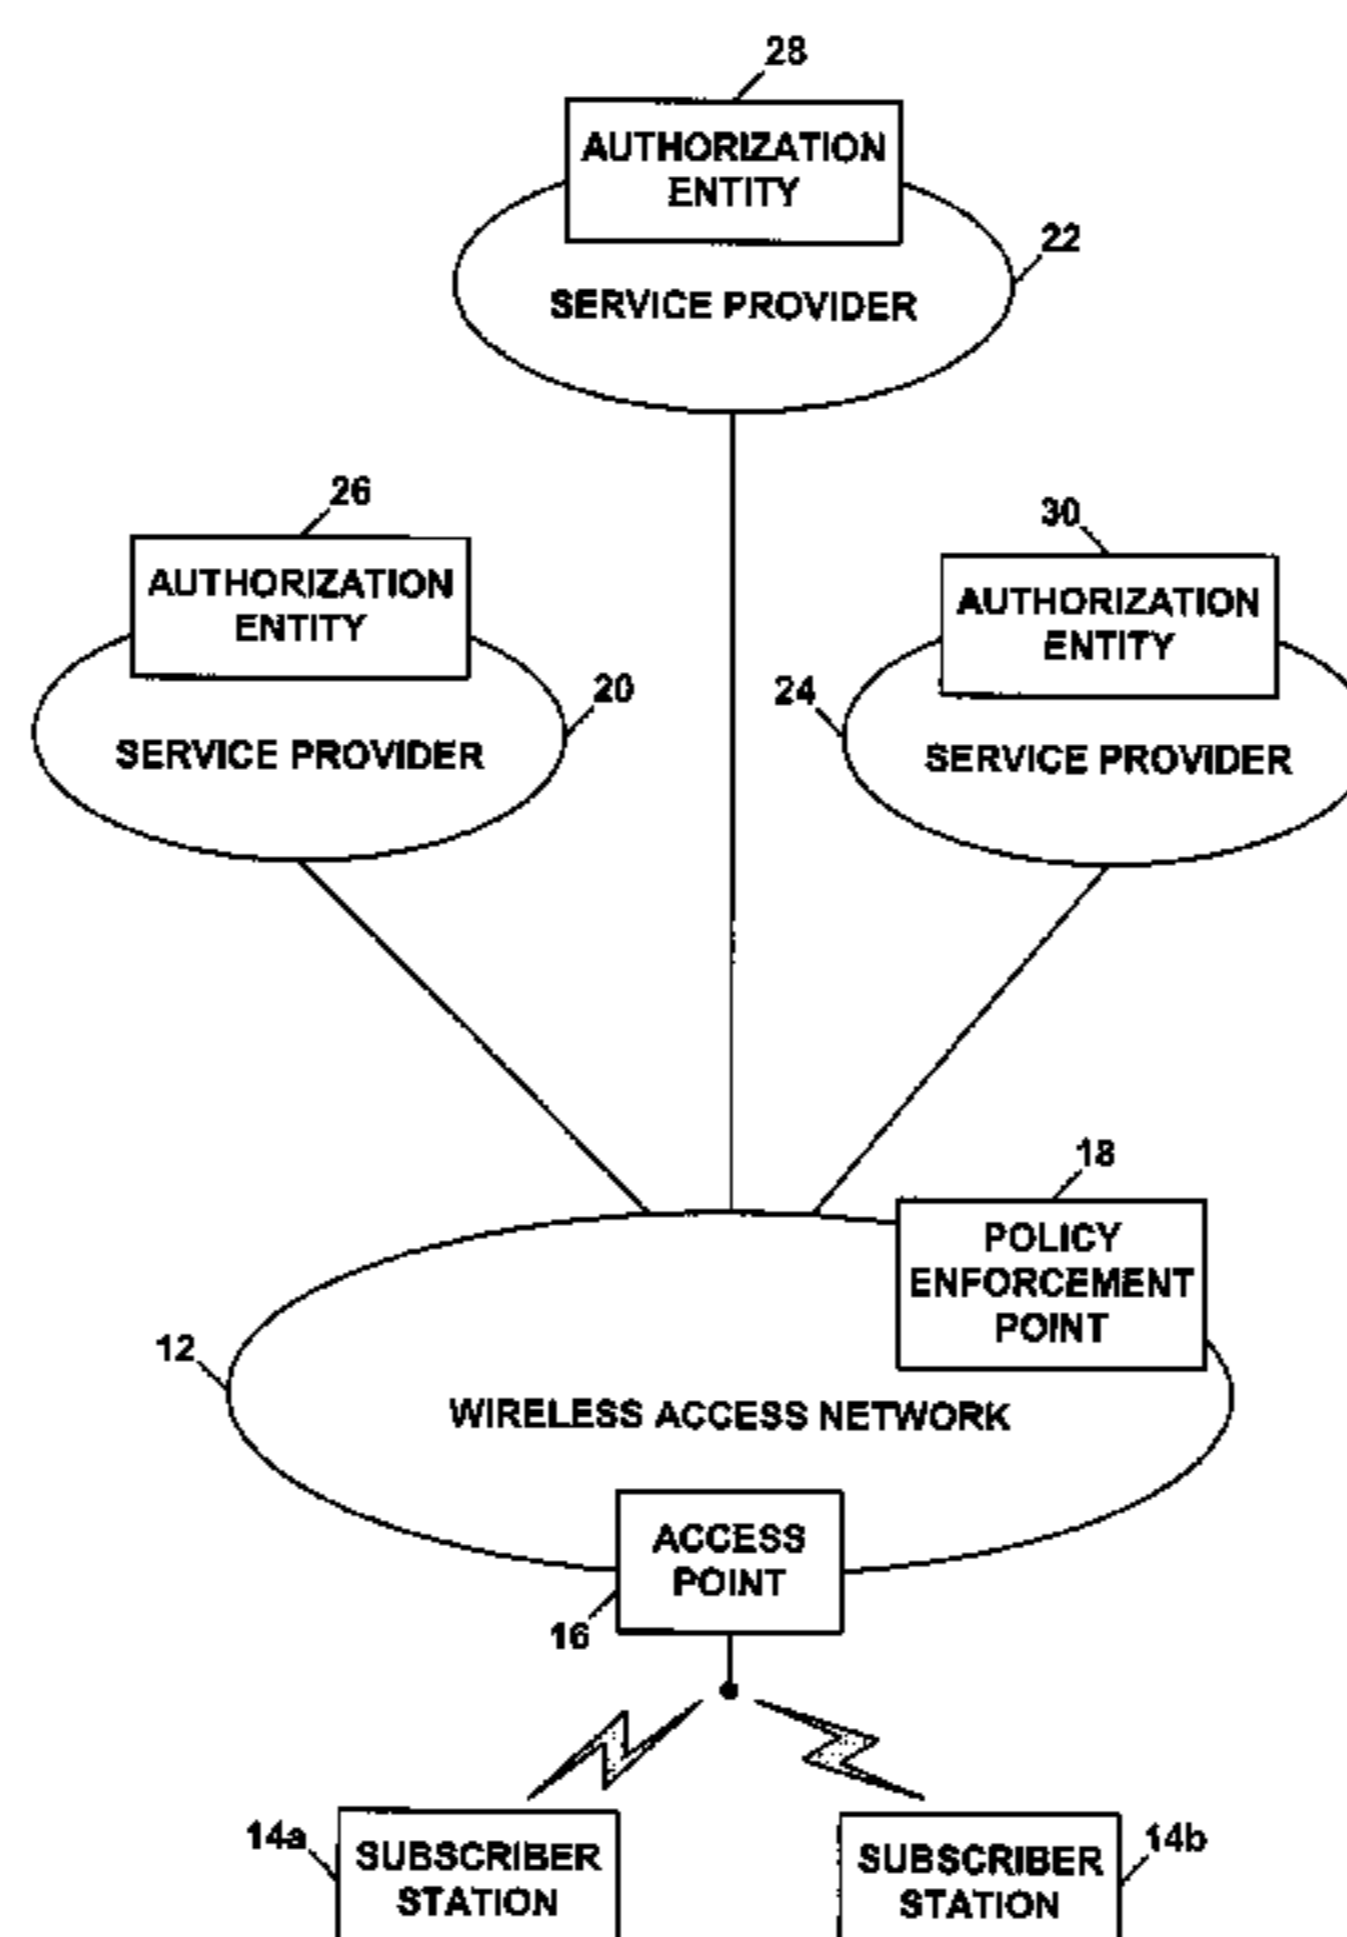 28
AUTHORIZATION
ENTITY
22
SERVICE PROVIDER
26
AUTHORIZATION
ENTITY
20
SERVICE PROVIDER
30
AUTHORIZATION
ENTITY
24
SERVICE PROVIDER
18
POLICY
ENFORCEMENT
POINT
12
WIRELESS ACCESS NETWORK
ACCESS
POINT
16
14a
SUBSCRIBER
STATION
SUBSCRIBER
STATION
14b